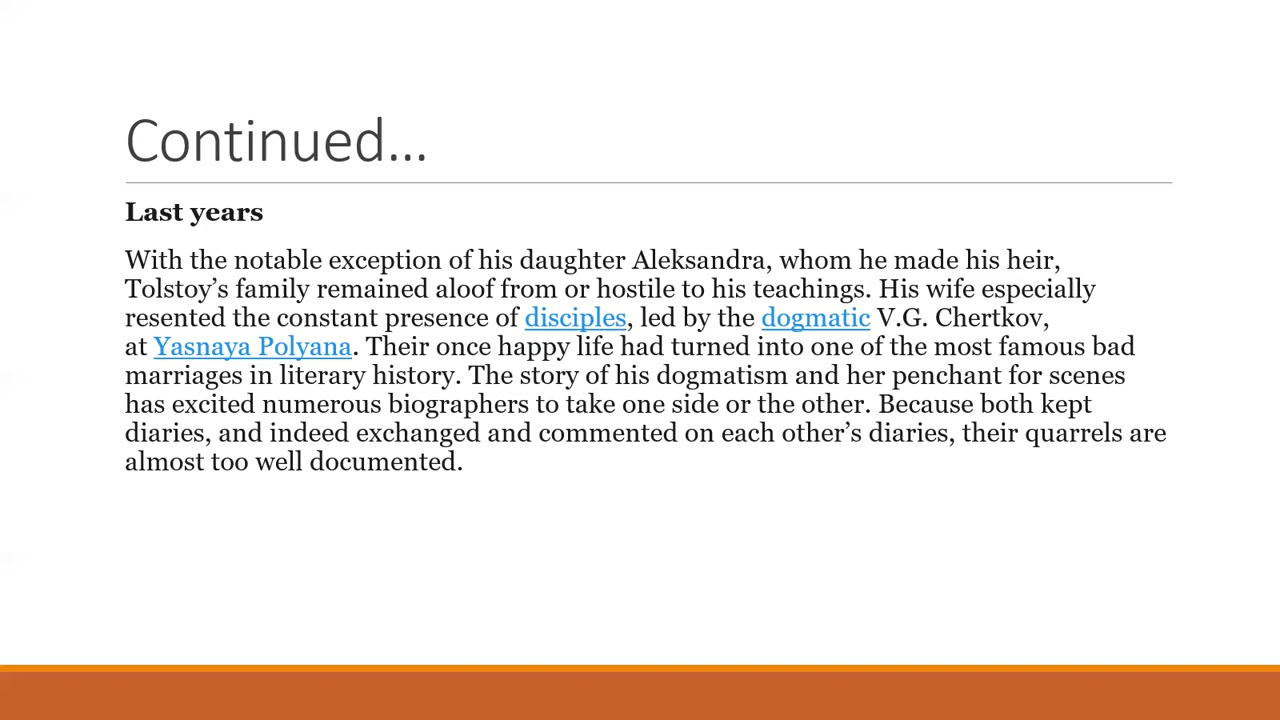 Continued…
Last years
With the notable exception of his daughter Aleksandra, whom he made his heir,
Tolstoy’s family remained aloof from or hostile to his teachings. His wife especially
resented the constant presence of disciples, led by the dogmatic V.G. Chertkov,
at Yasnaya Polyana. Their once happy life had turned into one of the most famous bad
marriages in literary history. The story of his dogmatism and her penchant for scenes
has excited numerous biographers to take one side or the other. Because both kept
diaries, and indeed exchanged and commented on each other’s diaries, their quarrels are
almost too well documented.